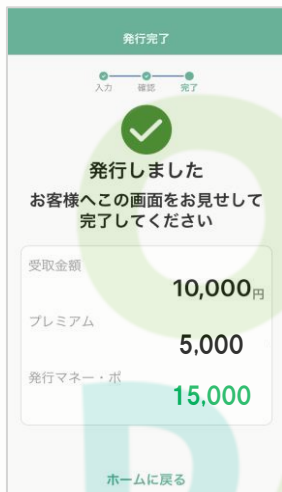 発行完了
入力 確認 完了
発行しました
お客様へこの画面をお見せして
完了してください
受取金額
10,000円
プレミアム
5,000
発行マネー・ポ
15,000
ホームに戻る